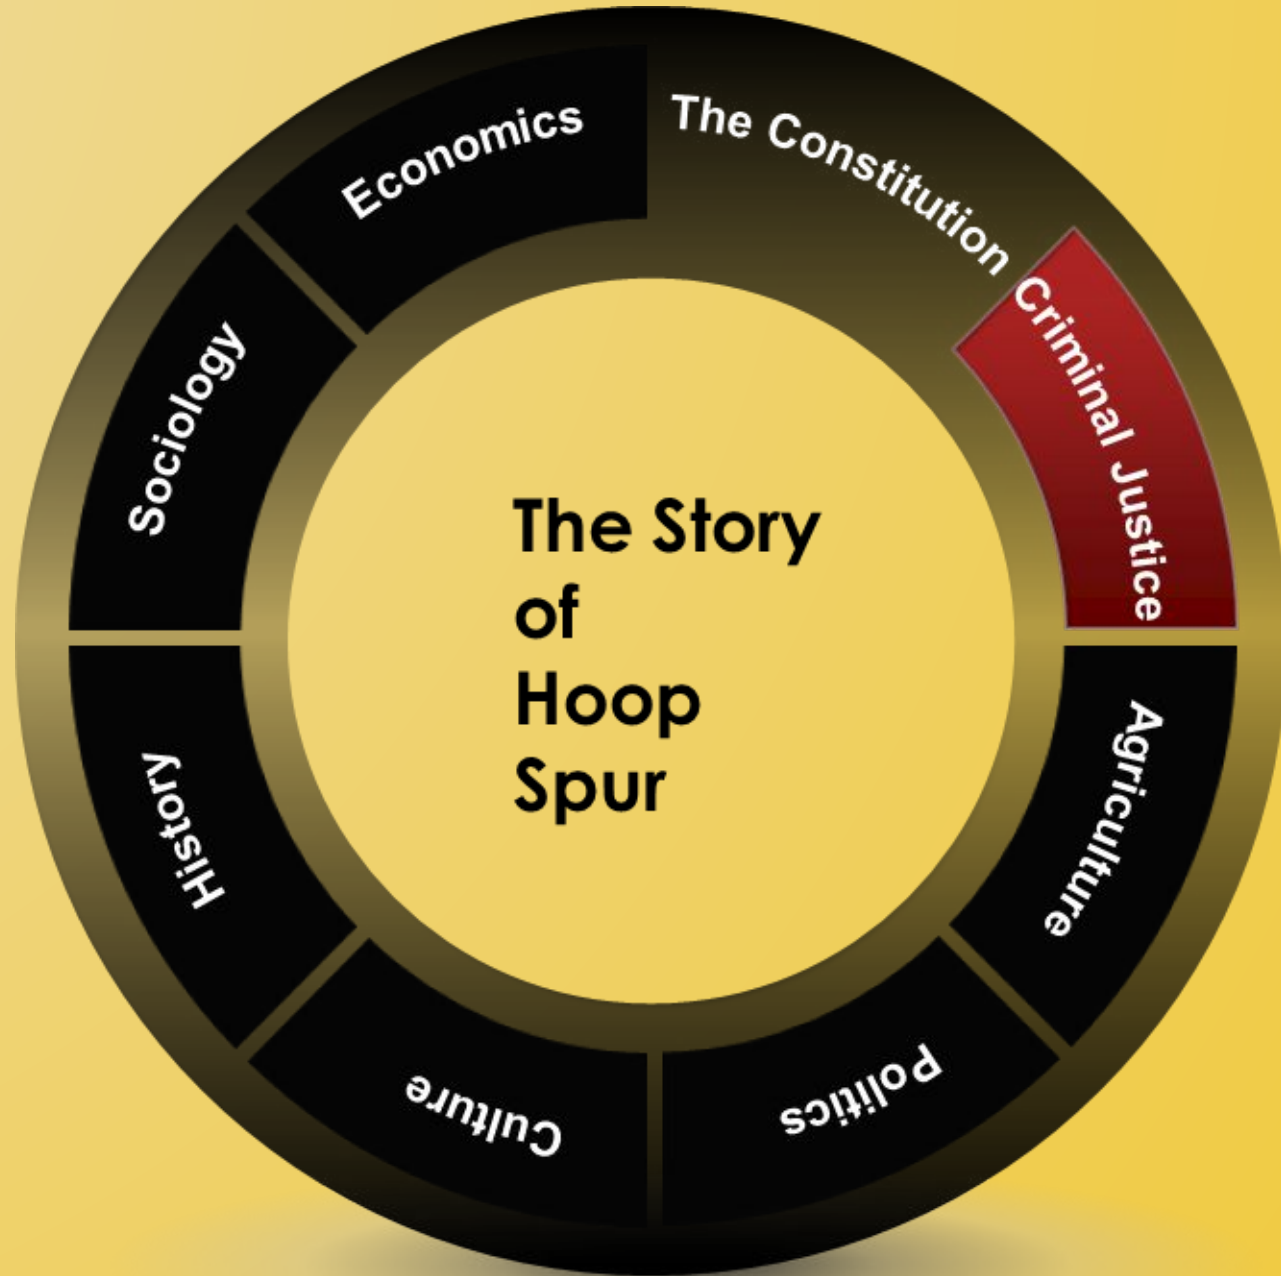 The Constitution
Criminal Justice
Agriculture
Politics
Culture
History
Sociology
Economics
The Story
of
Hoop
Spur